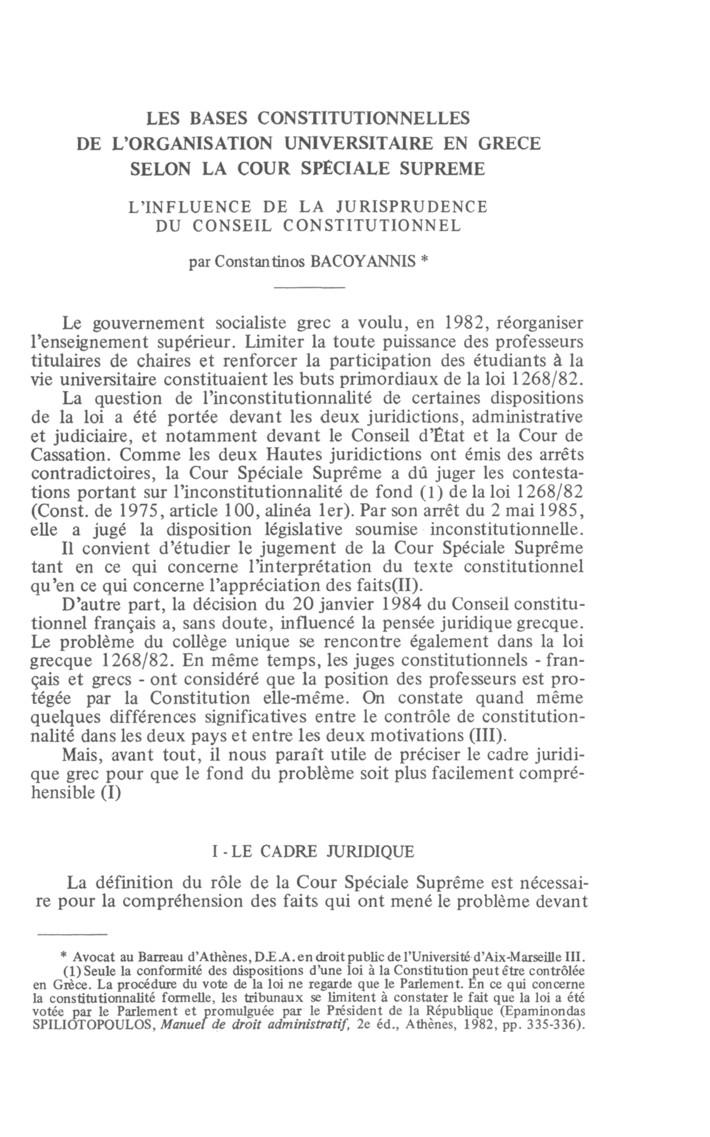 LES BASES CONSTITUTIONNELLES
DE L'ORGANISATION UNIVERSITAIRE EN GRECE
SELON LA COUR SPÉCIALE SUPREME
L'INFLUENCE DE LA JURISPRUDENCE
DU CONSEIL CONSTITUTIONNEL
par Constantinos BACOYANNIS *
Le gouvernement socialiste grec a voulu, en 1982, réorganiser
l'enseignement supérieur. Limiter la toute puissance des professeurs
titulaires de chaires et renforcer la participation des étudiants à la
vie universitaire constituaient les buts primordiaux de la loi 1268/82.
La question de l'inconstitutionnalité de certaines dispositions
de la loi a été portée devant les deux juridictions, administrative
et judiciaire, et notamment devant le Conseil d'État et la Cour de
Cassation. Comme les deux Hautes juridictions ont émis des arrêts
contradictoires, la Cour Spéciale Suprême a dû juger les contesta-
tions portant sur l'inconstitutionnalité de fond (1) de la loi 1268/82
(Const. de 1975, article 100, alinéa 1er). Par son arrêt du 2 mai 1985,
elle a jugé la disposition législative soumise inconstitutionnelle.
Il convient d'étudier le jugement de la Cour Spéciale Suprême
tant en ce qui concerne l'interprétation du texte constitutionnel
qu'en ce qui concerne l'appréciation des faits(II).
D'autre part, la décision du 20 janvier 1984 du Conseil constitu-
tionnel français a, sans doute, influencé la pensée juridique grecque.
Le problème du collège unique se rencontre également dans la loi
grecque 1268/82. En même temps, les juges constitutionnels - fran-
çais et grecs - ont considéré que la position des professeurs est pro-
tégée par la Constitution elle-même. On constate quand même
quelques différences significatives entre le contrôle de constitution-
nalité dans les deux pays et entre les deux motivations (III).
Mais, avant tout, il nous paraît utile de préciser le cadre juridi-
que grec pour que le fond du problème soit plus facilement compré-
hensible (I)
I - LE CADRE JURIDIQUE
La définition du rôle de la Cour Spéciale Suprême est nécessai-
re pour la compréhension des faits qui ont mené le problème devant
* Avocat au Barreau d'Athènes, D.E.A. en droit public de l'Université d'Aix-Marseille III.
(1) Seule la conformité des dispositions d'une loi à la Constitution peut être contrôlée
en Grèce. La procédure du vote de la loi ne regarde que le Parlement. En ce qui concerne
la constitutionnalité formelle, les tribunaux se limitent à constater le fait que la loi a été
votée par le Parlement et promulguée par le Président de la République (Epaminondas
SPILIOTOPOULOS, Manuel de droit administratif, 2e éd., Athènes, 1982, pp. 335-336).